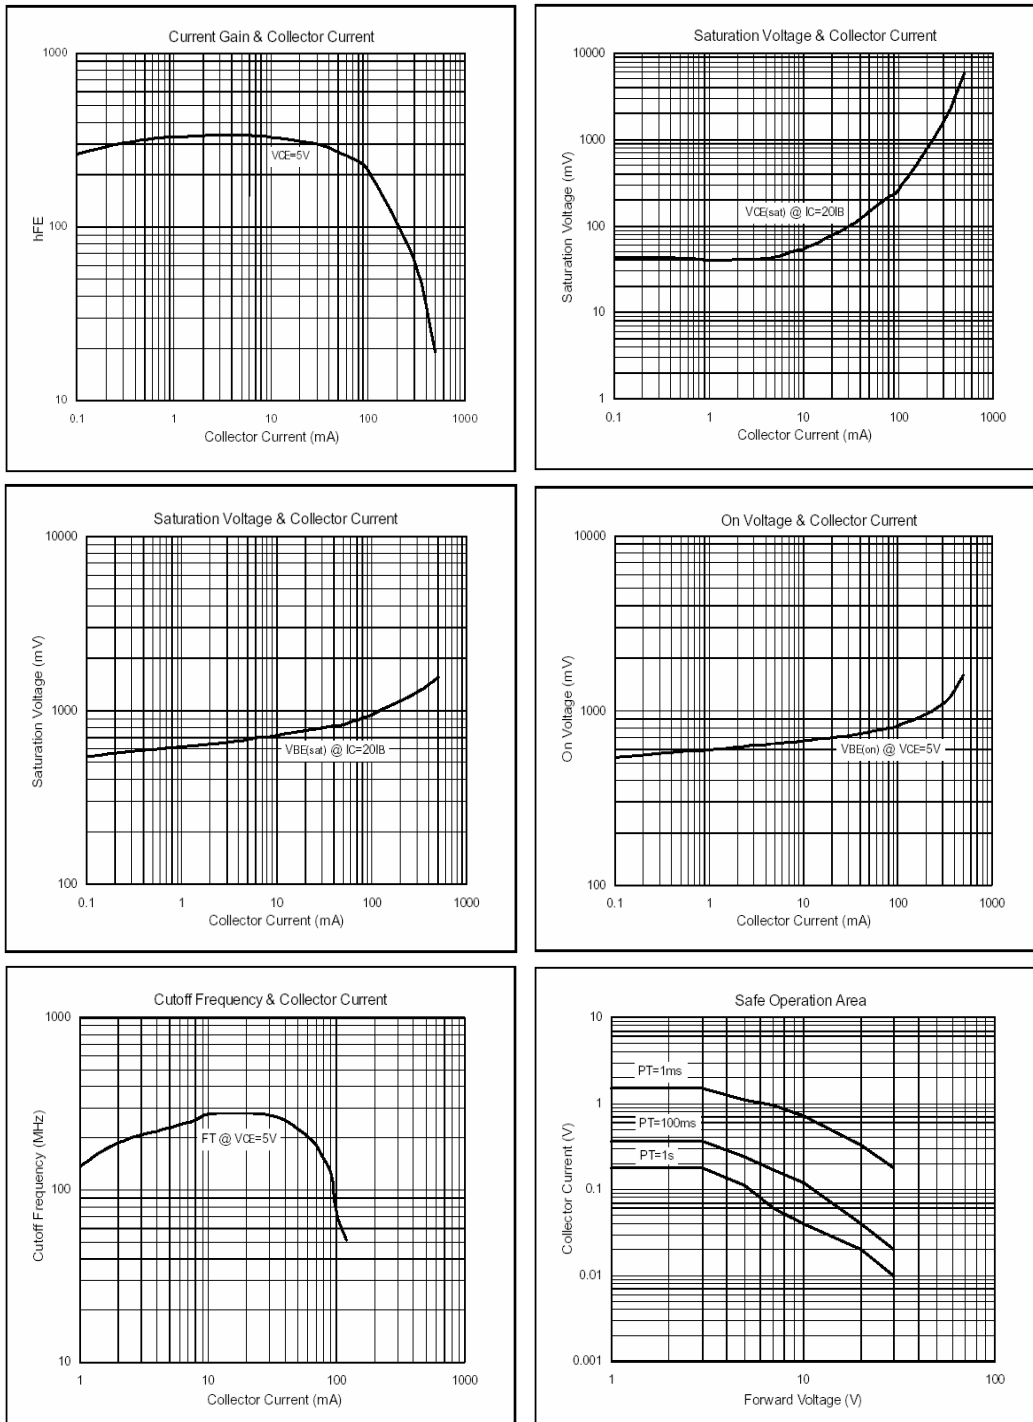 Current Gain & Collector Current
1000
100
10
hFE
VCE=5V
0.1 1 10 100 1000
Collector Current (mA)
Saturation Voltage & Collector Current
10000
1000
100
10
1
Saturation Voltage (mV)
VCE(sat) @ IC=20IB
0.1 1 10 100 1000
Collector Current (mA)
Saturation Voltage & Collector Current
10000
1000
100
Saturation Voltage (mV)
VBE(sat) @ IC=20IB
0.1 1 10 100 1000
Collector Current (mA)
On Voltage & Collector Current
10000
1000
100
On Voltage (mV)
VBE(on) @ VCE=5V
0.1 1 10 100 1000
Collector Current (mA)
Cutoff Frequency & Collector Current
1000
100
10
Cutoff Frequency (MHz)
FT @ VCE=5V
1 10 100 1000
Collector Current (mA)
Safe Operation Area
10
1
0.1
0.01
0.001
Collector Current (V)
PT=1ms
PT=100ms
PT=1s
1 10 100
Forward Voltage (V)